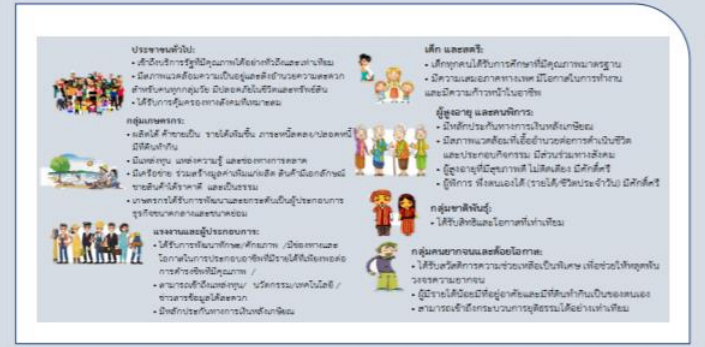 ประชาชนทั่วไป:
- เข้าถึงบริการรัฐที่มีคุณภาพได้อย่างทั่วถึงและเท่าเทียม
- มีสภาพแวดล้อมความเป็นอยู่และสิ่งอำนวยความสะดวก
สำหรับคนทุกกลุ่มวัย มีปลอดภัยในชีวิตและทรัพย์สิน
- ได้รับการคุ้มครองทางสังคมที่เหมาะสม
กลุ่มเกษตรกร:
- ผลิตได้ ค้าขายเป็น รายได้เพิ่มขึ้น ภาระหนี้ลดลง/ปลอดหนี้
มีที่ดินทำกิน
- มีแหล่งทุน แหล่งความรู้ และช่องทางการตลาด
- มีเครือข่าย ร่วมสร้างมูลค่าเพิ่มผลผลิต สินค้ามีเอกลักษณ์
ขายสินค้าได้ราคาดี และเป็นธรรม
- เกษตรกรได้รับการพัฒนาและยกระดับเป็นผู้ประกอบการ
ธุรกิจขนาดกลางและขนาดย่อม
แรงงานและผู้ประกอบการ:
- ได้รับการพัฒนาทักษะ/ศักยภาพ /มีช่องทางและ
โอกาสในการประกอบอาชีพที่มีรายได้ที่เพียงพอต่อ
การดำรงชีพที่มีคุณภาพ /
- สามารถเข้าถึงแหล่งทุน/ นวัตกรรม/เทคโนโลยี /
ข่าวสารข้อมูลได้สะดวก
- มีหลักประกันทางการเงินหลังเกษียณ
เด็ก และสตรี:
- เด็กทุกคนได้รับการศึกษาที่มีคุณภาพมาตรฐาน
- มีความเสมอภาคทางเพศ มีโอกาสในการทำงาน
และมีความก้าวหน้าในอาชีพ
ผู้สูงอายุ และคนพิการ:
- มีหลักประกันทางการเงินหลังเกษียณ
- มีสภาพแวดล้อมที่เอื้ออำนวยต่อการดำเนินชีวิต
และประกอบกิจกรรม มีส่วนร่วมทางสังคม
- ผู้สูงอายุที่มีสุขภาพดี ไม่ติดเตียง มีศักดิ์ศรี
- ผู้พิการ พึ่งตนเองได้ (รายได้/ชีวิตประจำวัน) มีศักดิ์ศรี
กลุ่มชาติพันธุ์:
- ได้รับสิทธิและโอกาสที่เท่าเทียม
กลุ่มคนยากจนและด้อยโอกาส:
- ได้รับสวัสดิการความช่วยเหลือเป็นพิเศษ เพื่อช่วยให้หลุดพ้น
วงจรความยากจน
- ผู้มีรายได้น้อยมีที่อยู่อาศัยและมีที่ดินทำกินเป็นของตนเอง
- สามารถเข้าถึงกระบวนการยุติธรรมได้อย่างเท่าเทียม